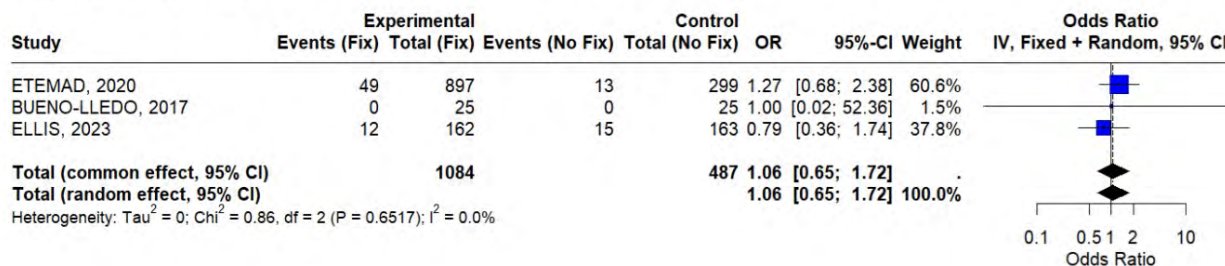 Experimental Control Odds Ratio
Study Events (Fix) Total (Fix) Events (No Fix) Total (No Fix) OR 95%-CI Weight IV, Fixed + Random, 95% CI
ETEMAD, 2020 49 897 13 299 1.27 [0.68; 2.38] 60.6%
BUENO-LLEDO, 2017 0 25 0 25 1.00 [0.02; 52.36] 1.5%
ELLIS, 2023 12 162 15 163 0.79 [0.36; 1.74] 37.8%
Total (common effect, 95% CI) 1084 487 1.06 [0.65; 1.72] .
Total (random effect, 95% CI) 1.06 [0.65; 1.72] 100.0%
Heterogeneity: Tau² = 0; Chi² = 0.86, df = 2 (P = 0.6517); I² = 0.0%
0.1 0.5 1 2 10
Odds Ratio